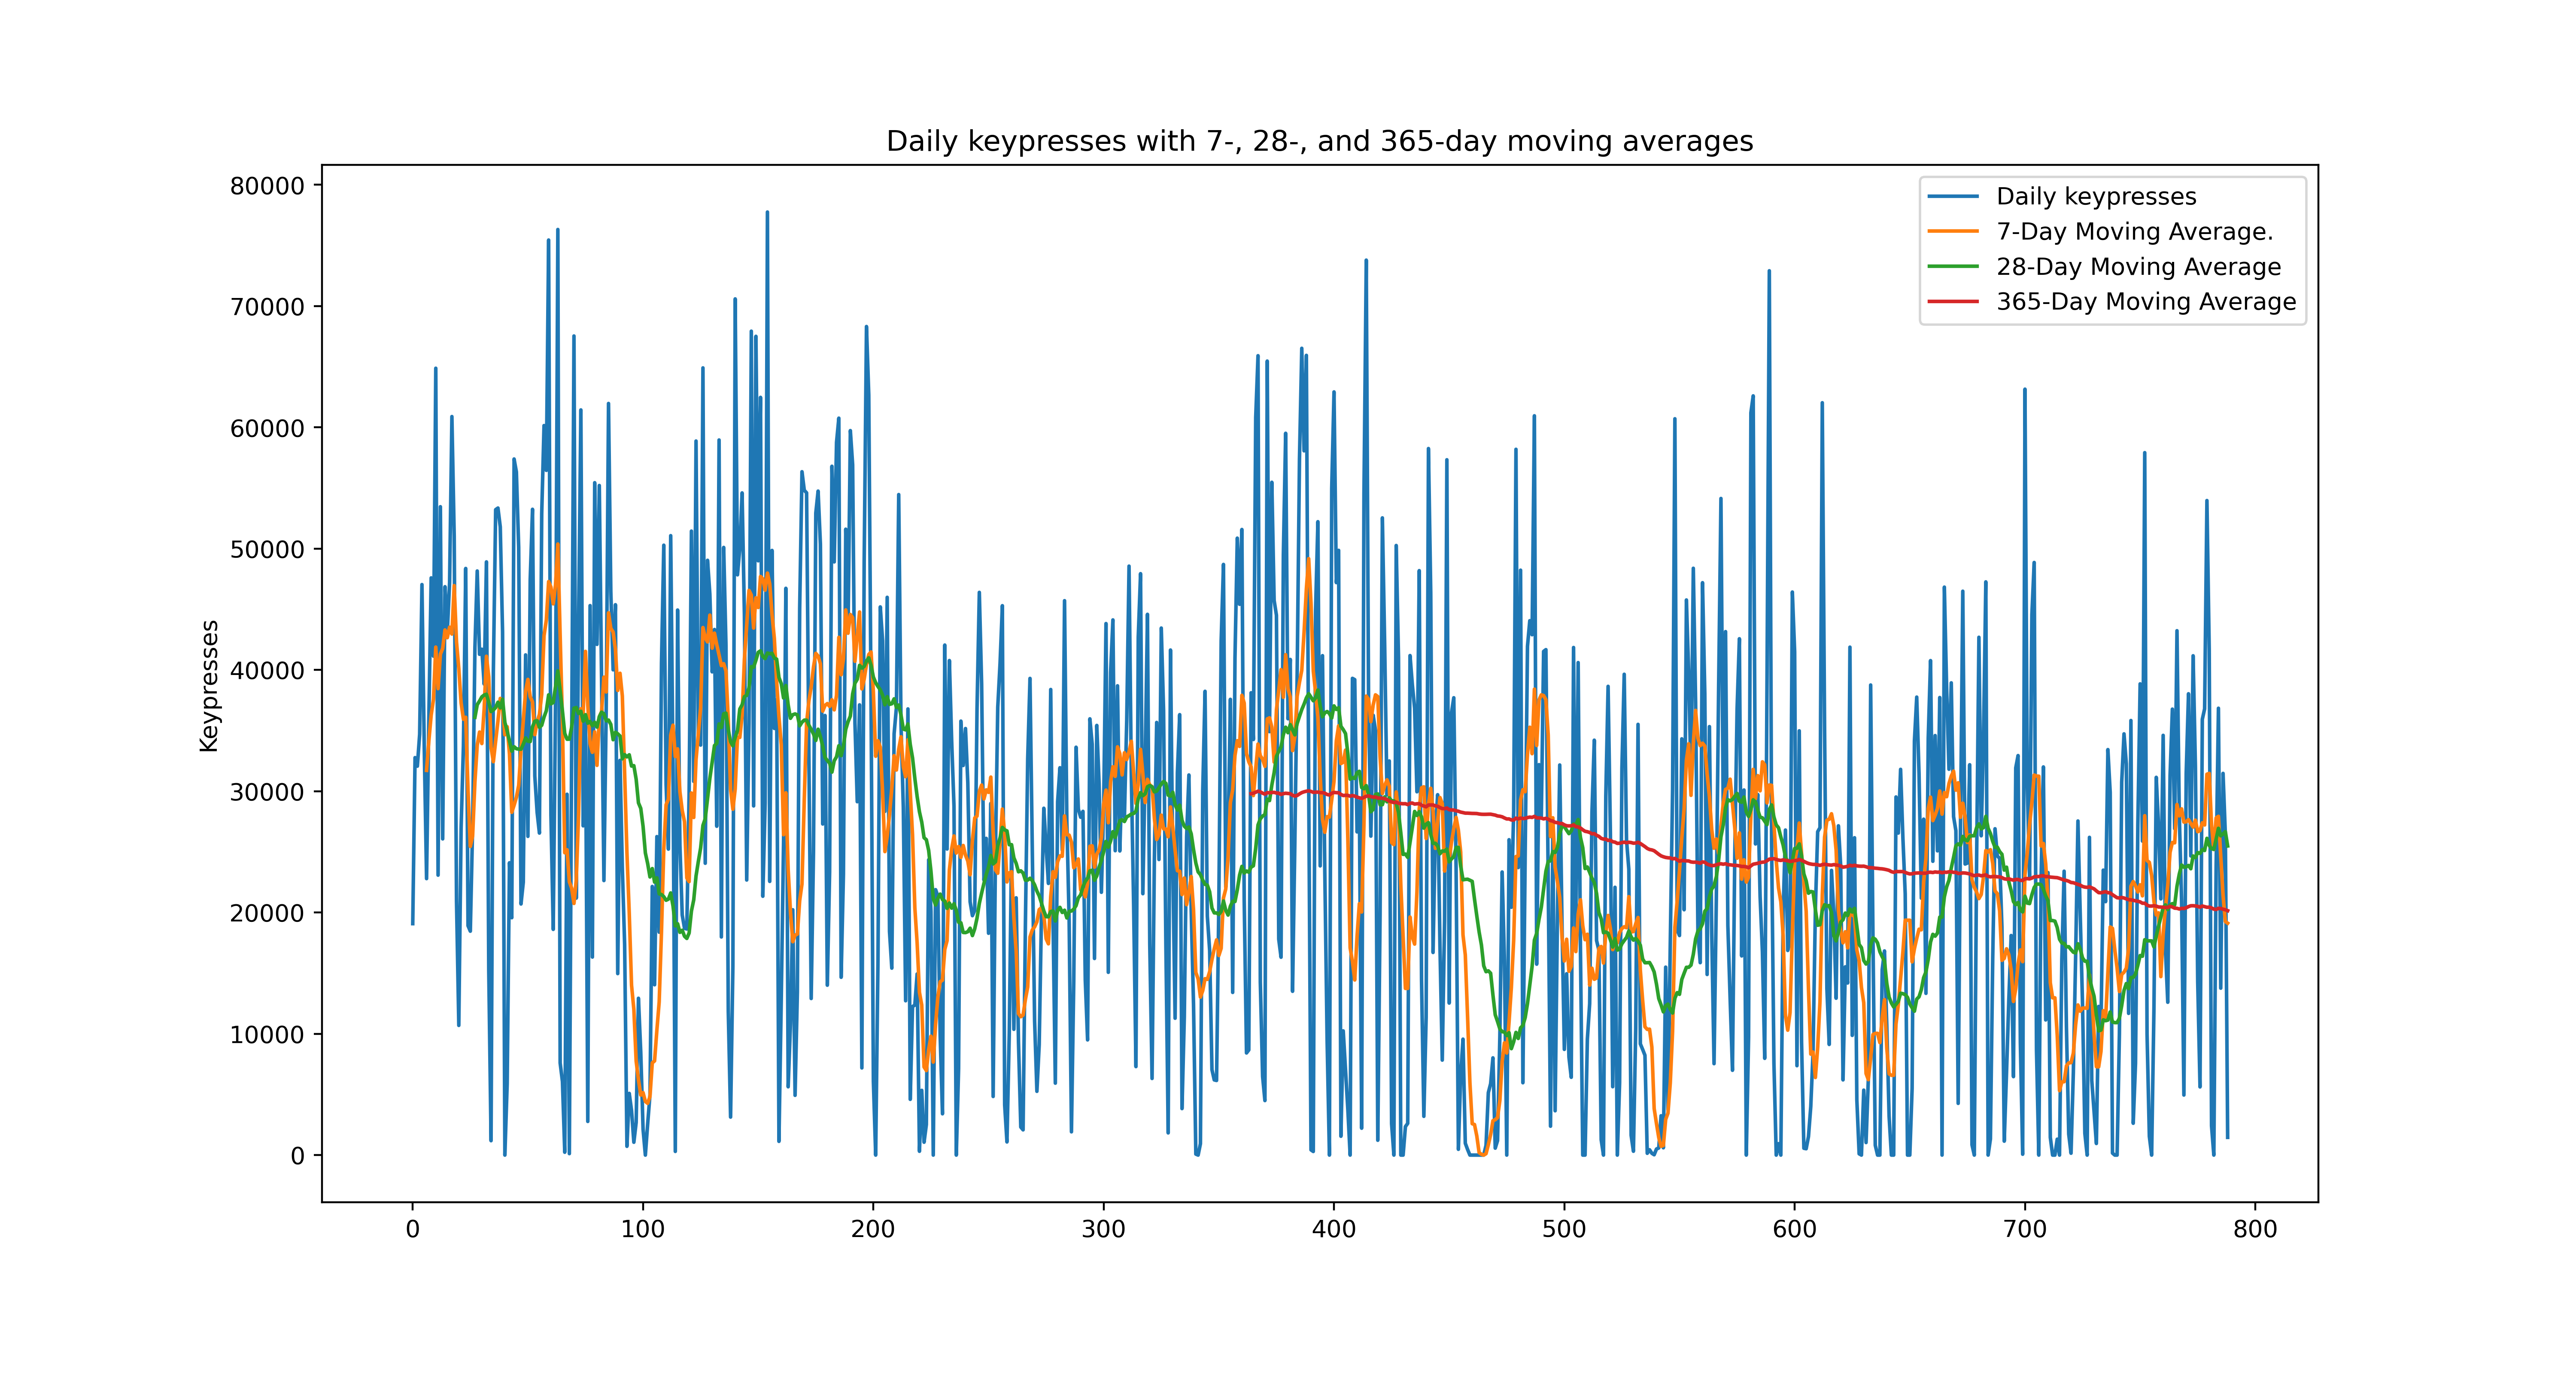 Daily keypresses with 7-, 28-, and 365-day moving averages
Daily keypresses
7-Day Moving Average.
28-Day Moving Average
365-Day Moving Average
Keypresses
80000
70000
60000
50000
40000
30000
20000
10000
0
0 100 200 300 400 500 600 700 800